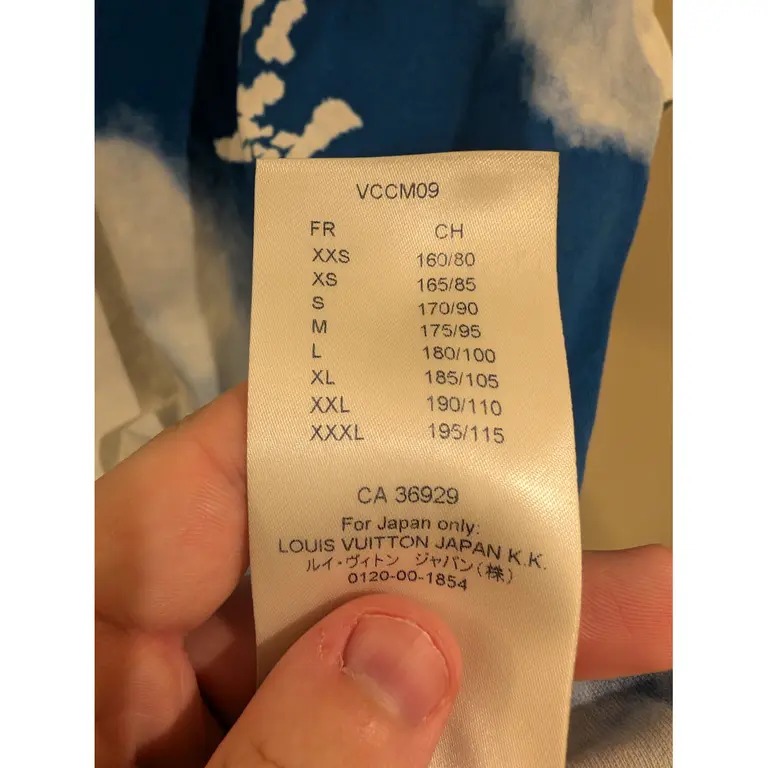 VCCM09
FR CH
XXS 160/80
XS 165/85
S 170/90
M 175/95
L 180/100
XL 185/105
XXL 190/110
XXXL 195/115
CA 36929
For Japan only:
LOUIS VUITTON JAPAN K.K.
ルイ・ヴィトン ジャパン(株)
0120-00-1854